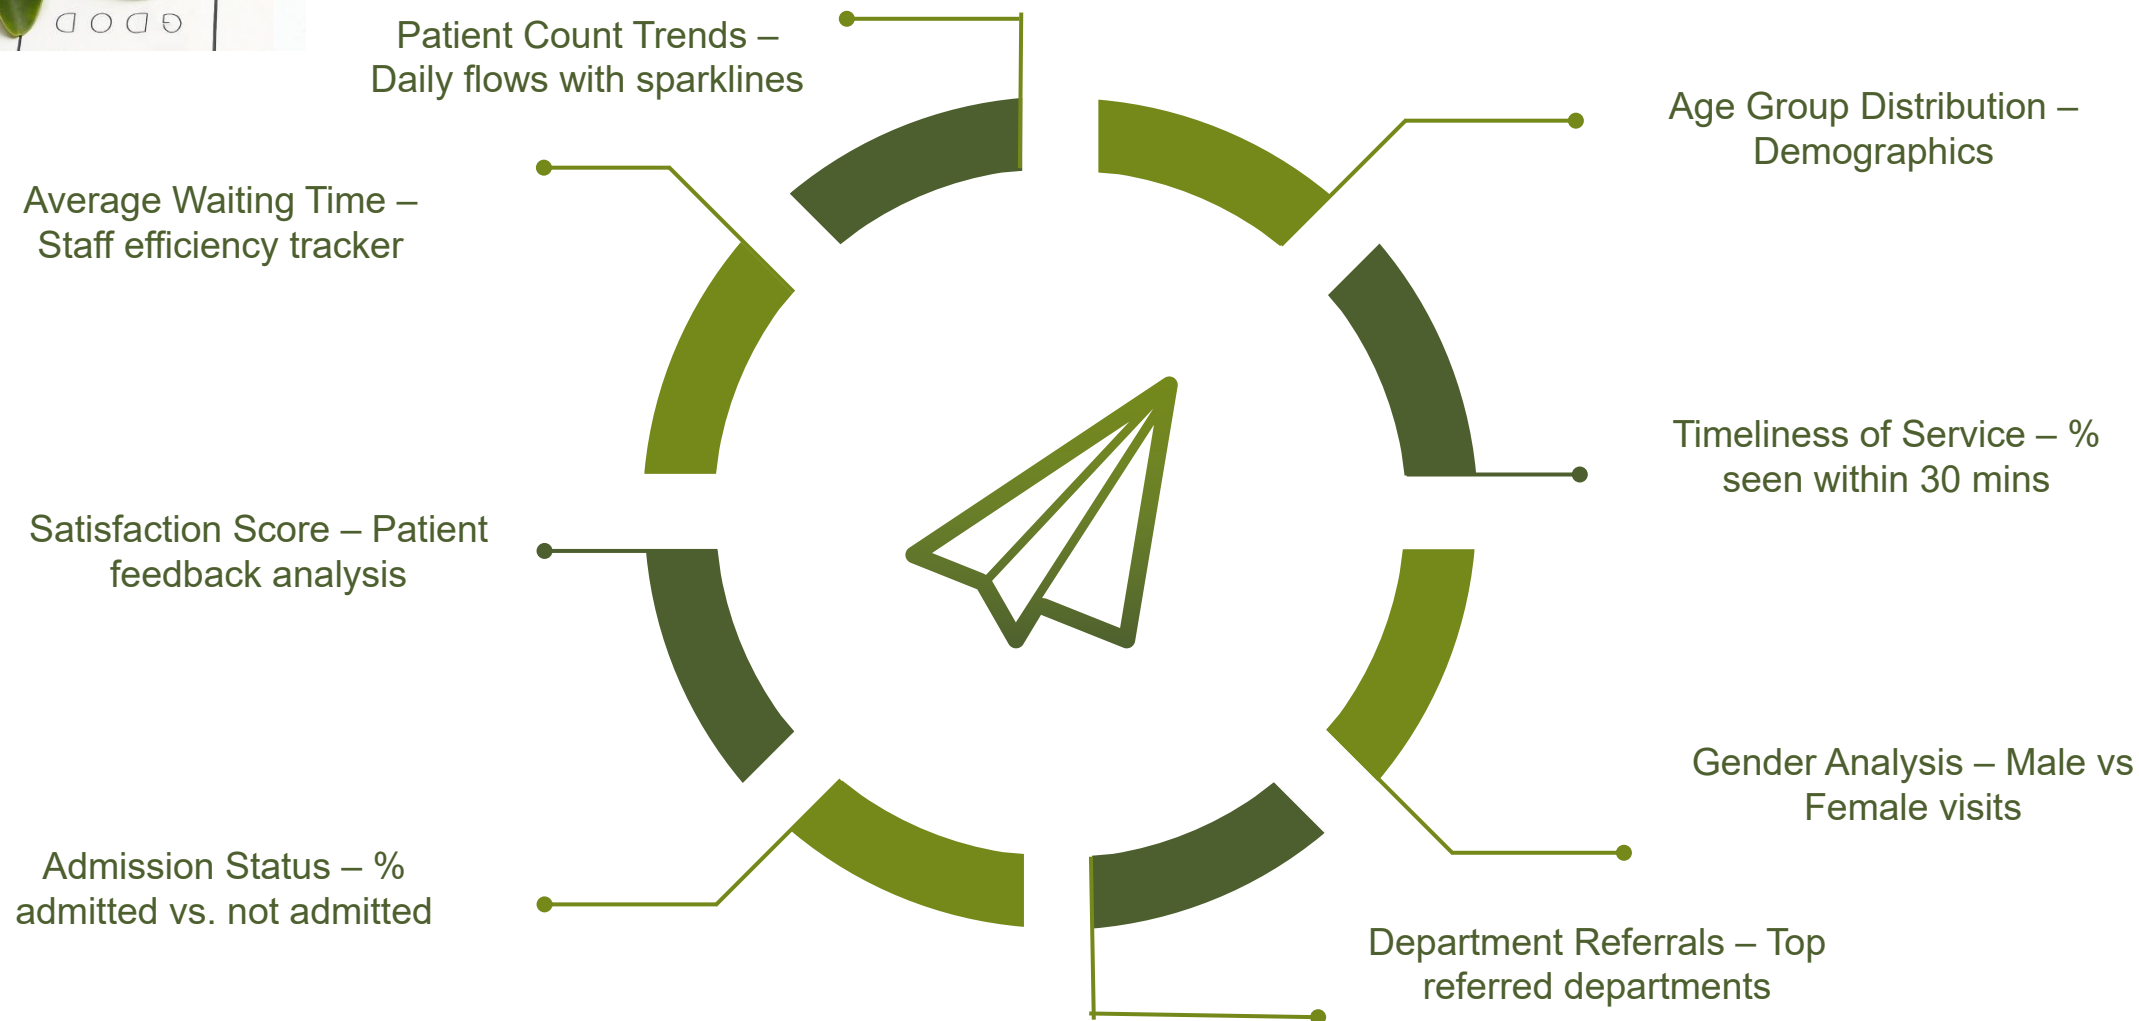 GOOD
Patient Count Trends –
Daily flows with sparklines
Age Group Distribution –
Demographics
Average Waiting Time –
Staff efficiency tracker
Timeliness of Service – %
seen within 30 mins
Satisfaction Score – Patient
feedback analysis
Gender Analysis – Male vs
Female visits
Admission Status – %
admitted vs. not admitted
Department Referrals – Top
referred departments